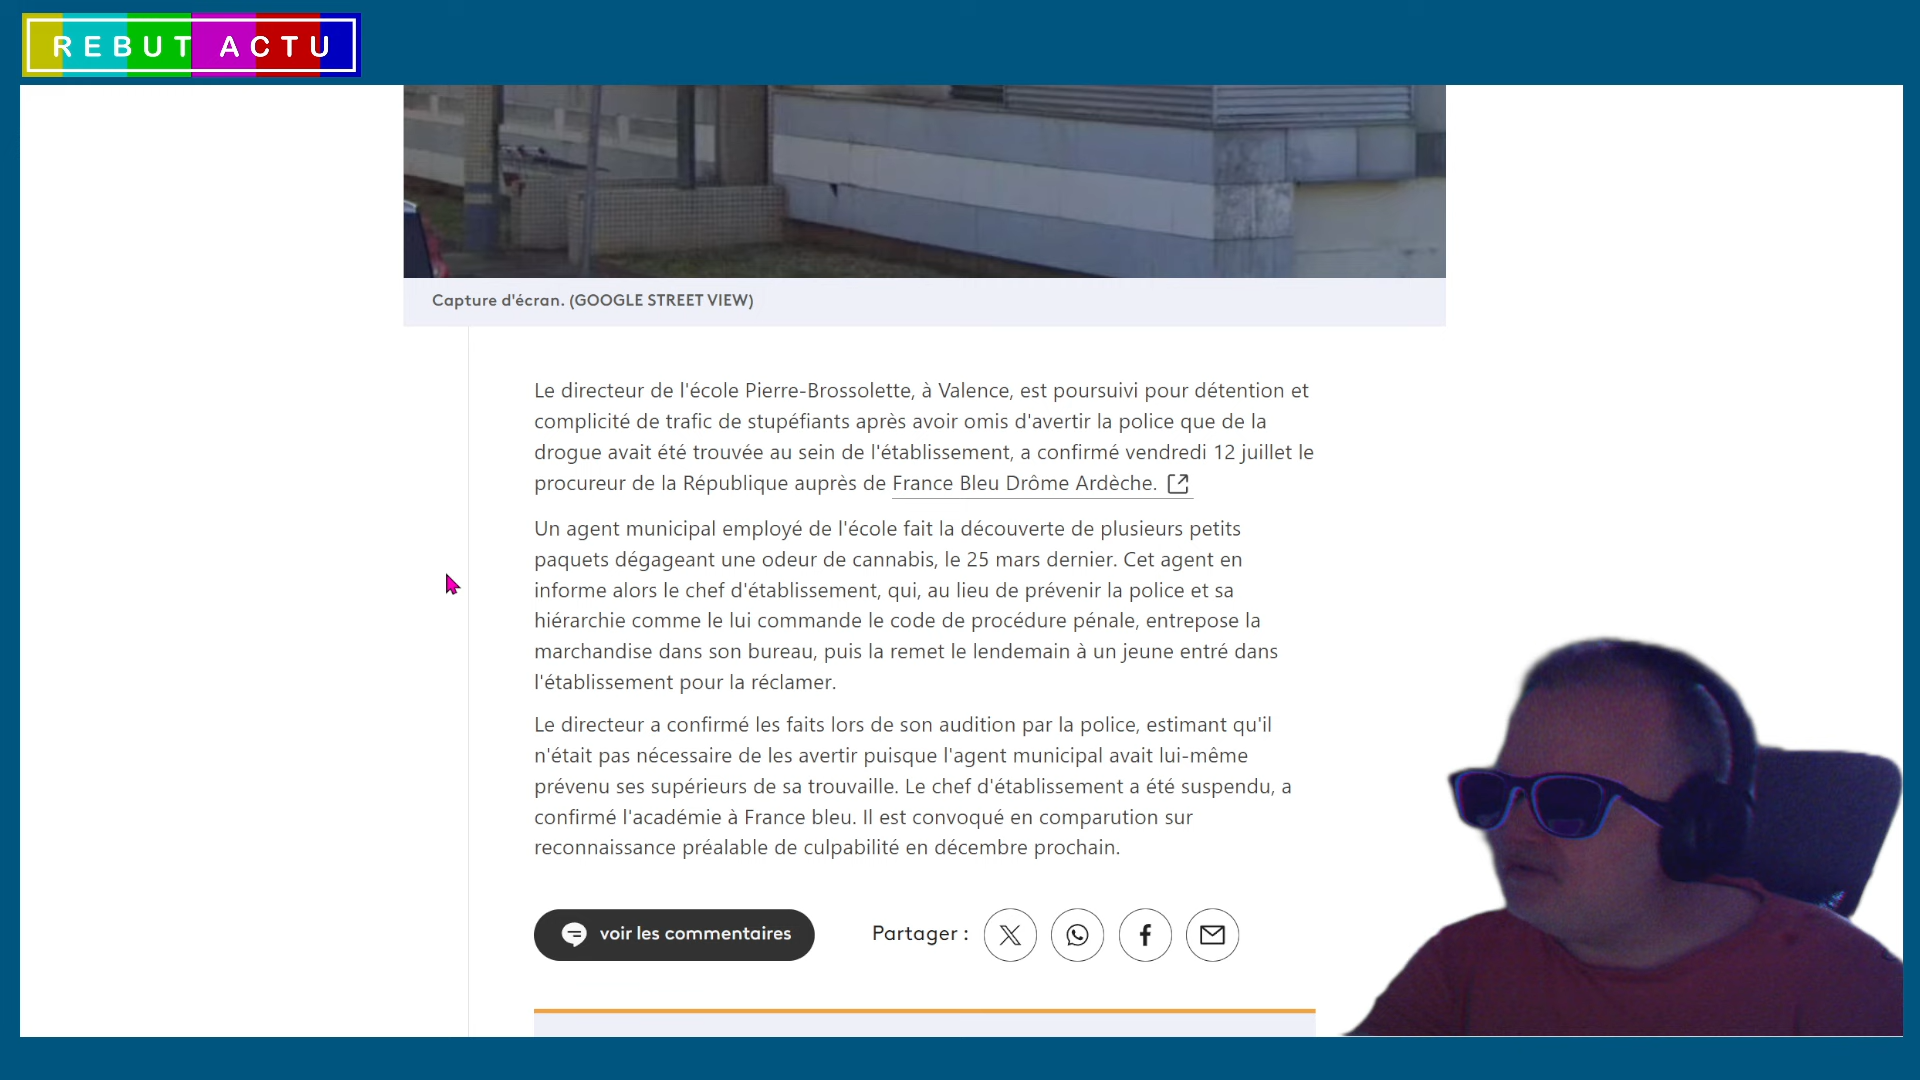 REBUT ACTU
Capture d'écran. (GOOGLE STREET VIEW)
Le directeur de l'école Pierre-Brossolette, à Valence, est poursuivi pour détention et
complicité de trafic de stupéfiants après avoir omis d'avertir la police que de la
drogue avait été trouvée au sein de l'établissement, a confirmé vendredi 12 juillet le
procureur de la République auprès de France Bleu Drôme Ardèche.
Un agent municipal employé de l'école fait la découverte de plusieurs petits
paquets dégageant une odeur de cannabis, le 25 mars dernier. Cet agent en
informe alors le chef d'établissement, qui, au lieu de prévenir la police et sa
hiérarchie comme le lui commande le code de procédure pénale, entrepose la
marchandise dans son bureau, puis la remet le lendemain à un jeune entré dans
l'établissement pour la réclamer.
Le directeur a confirmé les faits lors de son audition par la police, estimant qu'il
n'était pas nécessaire de les avertir puisque l'agent municipal avait lui-même
prévenu ses supérieurs de sa trouvaille. Le chef d'établissement a été suspendu, a
confirmé l'académie à France bleu. Il est convoqué en comparution sur
reconnaissance préalable de culpabilité en décembre prochain.
voir les commentaires
Partager :